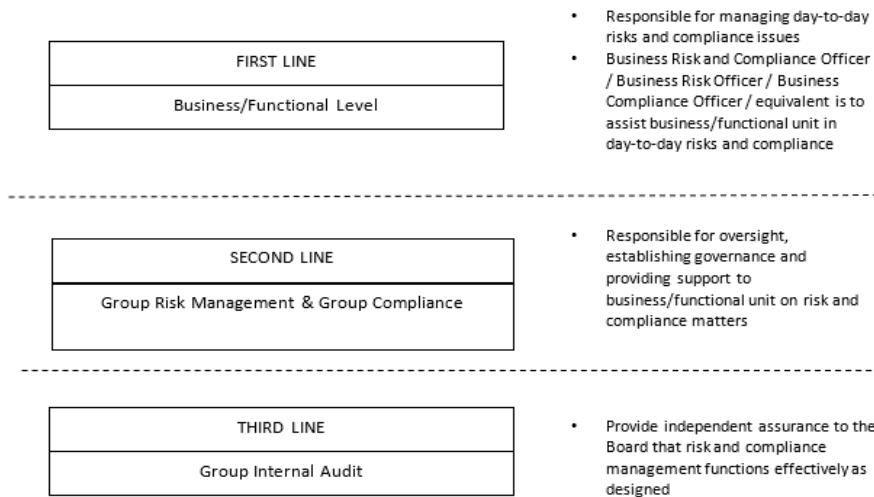 FIRST LINE
Business/Functional Level
• Responsible for managing day-to-day
risks and compliance issues
• Business Risk and Compliance Officer
/ Business Risk Officer / Business
Compliance Officer / equivalent is to
assist business/functional unit in
day-to-day risks and compliance
SECOND LINE
Group Risk Management & Group Compliance
• Responsible for oversight,
establishing governance and
providing support to
business/functional unit on risk and
compliance matters
THIRD LINE
Group Internal Audit
• Provide independent assurance to the
Board that risk and compliance
management functions effectively as
designed